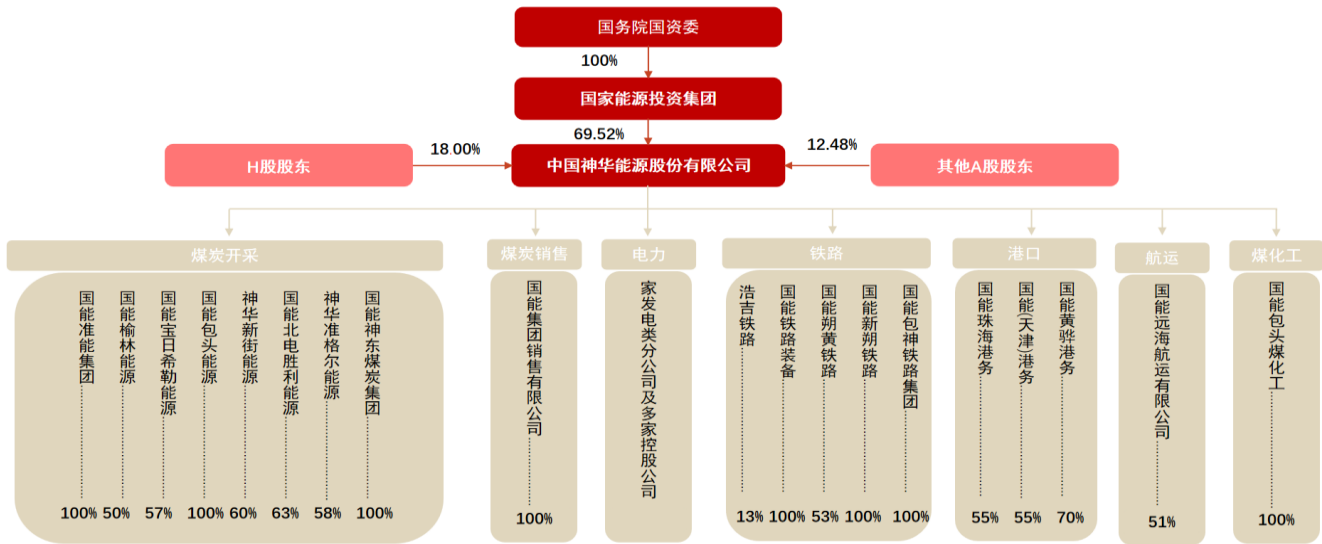 国务院国资委
100%
国家能源投资集团
69.52%
H股股东
18.00%
中国神华能源股份有限公司
12.48%
其他A股股东
煤炭开采
国能准能集团
100%
国能榆林能源
50%
国能宝日希勒能源
57%
国能包头能源
100%
神华新街能源
60%
国能北电胜利能源
63%
神华准格尔能源
58%
国能神东煤炭集团
100%
煤炭销售
国能集团销售有限公司
100%
电力
家发电类分公司及多家控股公司
铁路
浩吉铁路
13%
国能铁路装备
100%
国能朔黄铁路
53%
国能新朔铁路
100%
国能包神铁路集团
100%
港口
国能珠海港务
55%
国能(天津)港务
55%
国能黄骅港务
70%
航运
国能远海航运有限公司
51%
煤化工
国能包头煤化工
100%